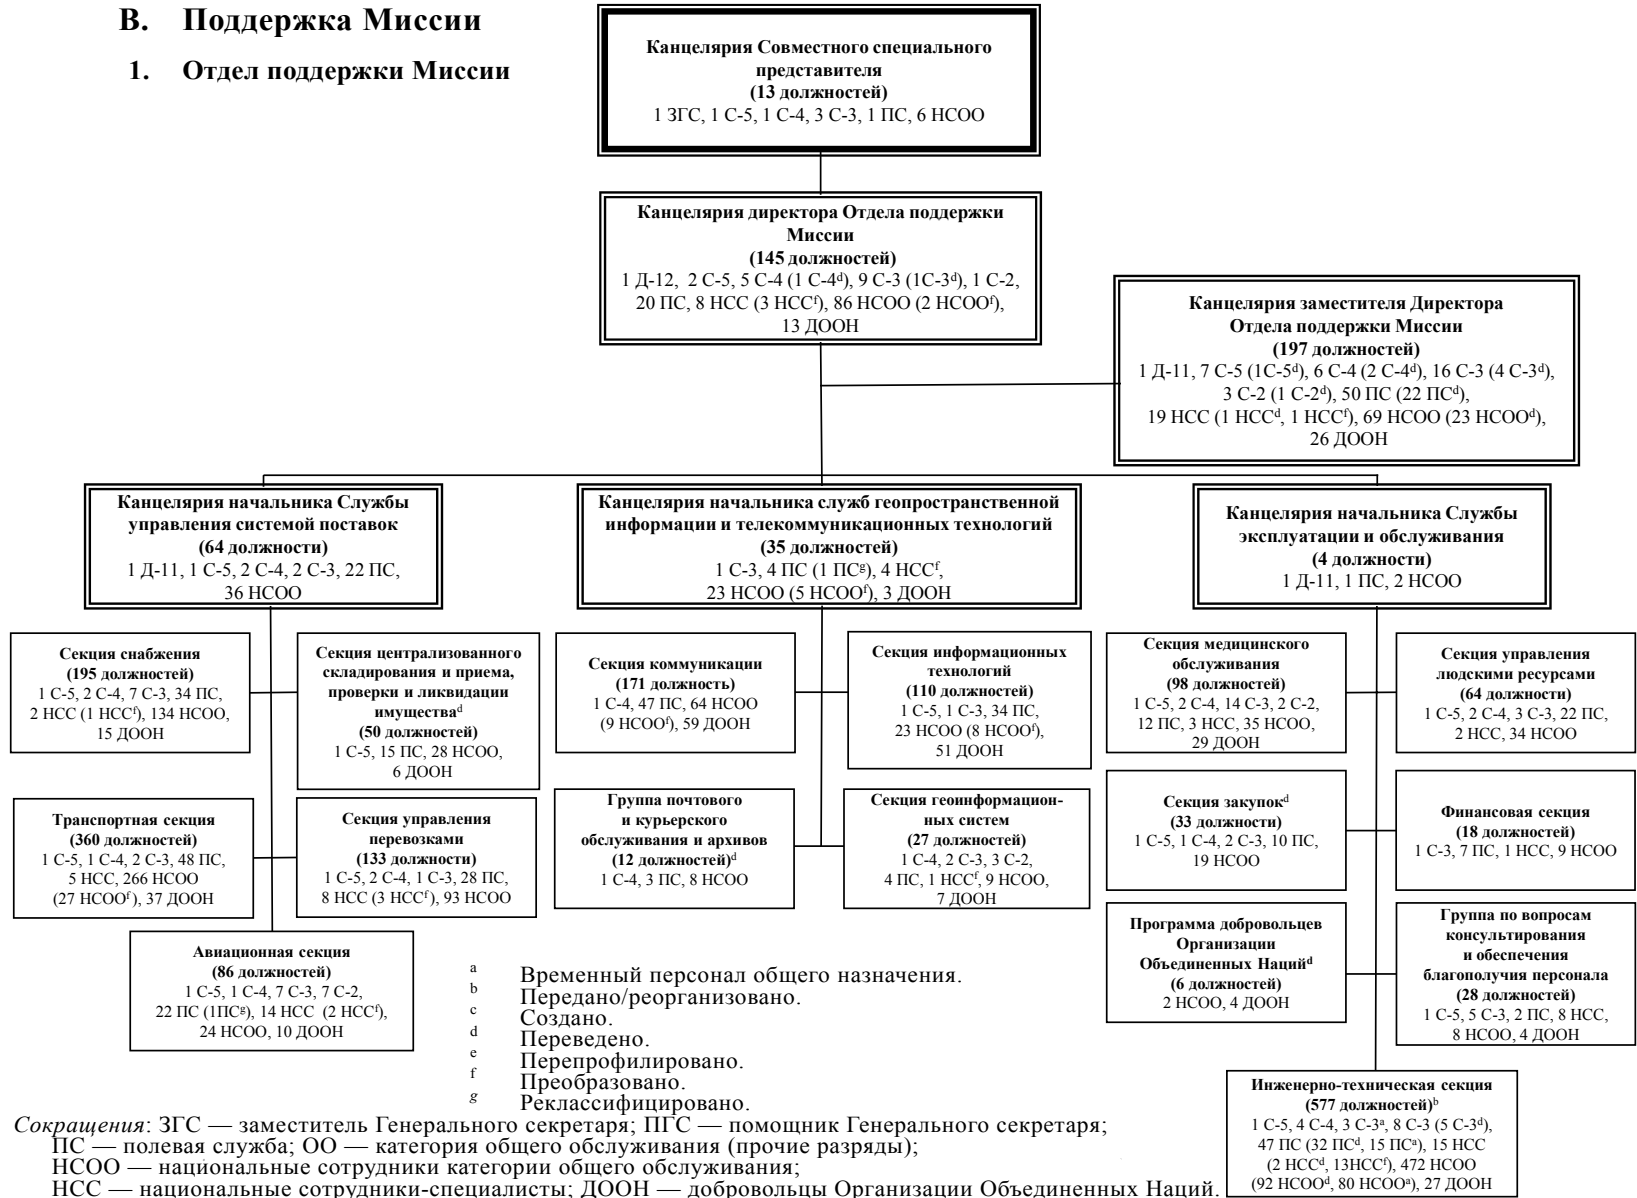 B. Поддержка Миссии
1. Отдел поддержки Миссии
Канцелярия Совместного специального
представителя
(13 должностей)
1 ЗГС, 1 С-5, 1 С-4, 3 С-3, 1 ПС, 6 НСОО
Канцелярия директора Отдела поддержки
Миссии
(145 должностей)
1 Д-12, 2 С-5, 5 С-4 (1 С-4ᵈ), 9 С-3 (1С-3ᵈ), 1 С-2,
20 ПС, 8 НСС (3 НССᶠ), 86 НСОО (2 НСООᶠ),
13 ДООН
Канцелярия заместителя Директора
Отдела поддержки Миссии
(197 должностей)
1 Д-11, 7 С-5 (1С-5ᵈ), 6 С-4 (2 С-4ᵈ), 16 С-3 (4 С-3ᵈ),
3 С-2 (1 С-2ᵈ), 50 ПС (22 ПСᵈ),
19 НСС (1 НССᵈ, 1 НССᶠ), 69 НСОО (23 НСООᵈ),
26 ДООН
Канцелярия начальника Службы
управления системой поставок
(64 должности)
1 Д-11, 1 С-5, 2 С-4, 2 С-3, 22 ПС,
36 НСОО
Канцелярия начальника служб геопространственной
информации и телекоммуникационных технологий
(35 должностей)
1 С-3, 4 ПС (1 ПСᵍ), 4 НССᶠ,
23 НСОО (5 НСООᶠ), 3 ДООН
Канцелярия начальника Службы
эксплуатации и обслуживания
(4 должности)
1 Д-11, 1 ПС, 2 НСОО
Секция снабжения
(195 должностей)
1 С-5, 2 С-4, 7 С-3, 34 ПС,
2 НСС (1 НССᶠ), 134 НСОО,
15 ДООН
Секция централизованного
складирования и приема,
проверки и ликвидации
имуществаᵈ
(50 должностей)
1 С-5, 15 ПС, 28 НСОО,
6 ДООН
Секция коммуникации
(171 должность)
1 С-4, 47 ПС, 64 НСОО
(9 НСООᶠ), 59 ДООН
Секция информационных
технологий
(110 должностей)
1 С-5, 1 С-3, 34 ПС,
23 НСОО (8 НСООᶠ),
51 ДООН
Секция медицинского
обслуживания
(98 должностей)
1 С-5, 2 С-4, 14 С-3, 2 С-2,
12 ПС, 3 НСС, 35 НСОО,
29 ДООН
Секция управления
людскими ресурсами
(64 должности)
1 С-5, 2 С-4, 3 С-3, 22 ПС,
2 НСС, 34 НСОО
Транспортная секция
(360 должностей)
1 С-5, 1 С-4, 2 С-3, 48 ПС,
5 НСС, 266 НСОО
(27 НСООᶠ), 37 ДООН
Секция управления
перевозками
(133 должности)
1 С-5, 2 С-4, 1 С-3, 28 ПС,
8 НСС (3 НССᶠ), 93 НСОО
Группа почтового
и курьерского
обслуживания и архивов
(12 должностей)ᵈ
1 С-4, 3 ПС, 8 НСОО
Секция геоинформацион-
ных систем
(27 должностей)
1 С-4, 2 С-3, 3 С-2,
4 ПС, 1 НССᶠ, 9 НСОО,
7 ДООН
Секция закупокᵈ
(33 должности)
1 С-5, 1 С-4, 2 С-3, 10 ПС,
19 НСОО
Финансовая секция
(18 должностей)
1 С-3, 7 ПС, 1 НСС, 9 НСОО
Авиационная секция
(86 должностей)
1 С-5, 1 С-4, 7 С-3, 7 С-2,
22 ПС (1ПСᵍ), 14 НСС (2 НССᶠ),
24 НСОО, 10 ДООН
Программа добровольцев
Организации
Объединенных Нацийᵈ
(6 должностей)
2 НСОО, 4 ДООН
Группа по вопросам
консультирования
и обеспечения
благополучия персонала
(28 должностей)
1 С-5, 5 С-3, 2 ПС, 8 НСС,
8 НСОО, 4 ДООН
Инженерно-техническая секция
(577 должностей)ᵇ
1 С-5, 4 С-4, 3 С-3ᵃ, 8 С-3 (5 С-3ᵈ),
47 ПС (32 ПСᵈ, 15 ПСᵃ), 15 НСС
(2 НССᵈ, 13НССᶠ), 472 НСОО
(92 НСООᵈ, 80 НСООᵃ), 27 ДООН
ᵃ Временный персонал общего назначения.
ᵇ Передано/реорганизовано.
ᶜ Создано.
ᵈ Переведено.
ᵉ Перепрофилировано.
ᶠ Преобразовано.
ᵍ Реклассифицировано.
Сокращения: ЗГС — заместитель Генерального секретаря; ПГС — помощник Генерального секретаря;
ПС — полевая служба; ОО — категория общего обслуживания (прочие разряды);
НСОО — национальные сотрудники категории общего обслуживания;
НСС — национальные сотрудники-специалисты; ДООН — добровольцы Организации Объединенных Наций.